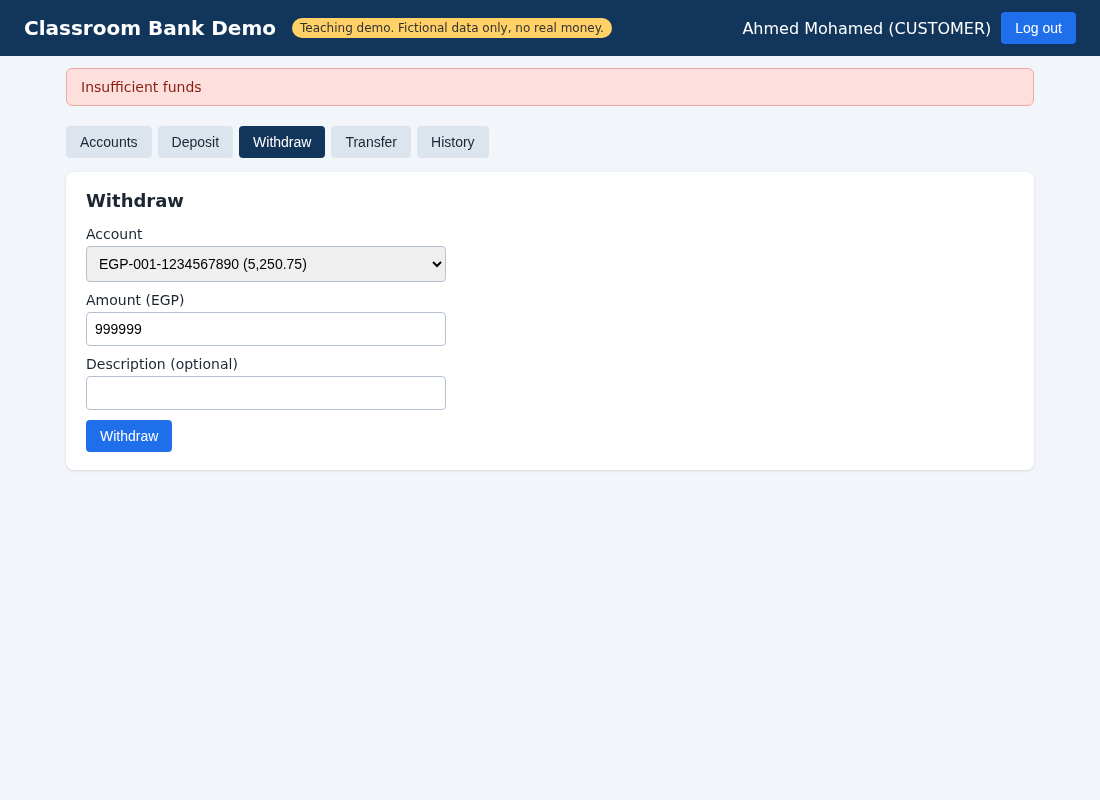 Classroom Bank Demo
Teaching demo. Fictional data only, no real money.
Ahmed Mohamed (CUSTOMER)
Log out
Insufficient funds
Accounts
Deposit
Withdraw
Transfer
History
Withdraw
Account
EGP-001-1234567890 (5,250.75)
Amount (EGP)
999999
Description (optional)
Withdraw